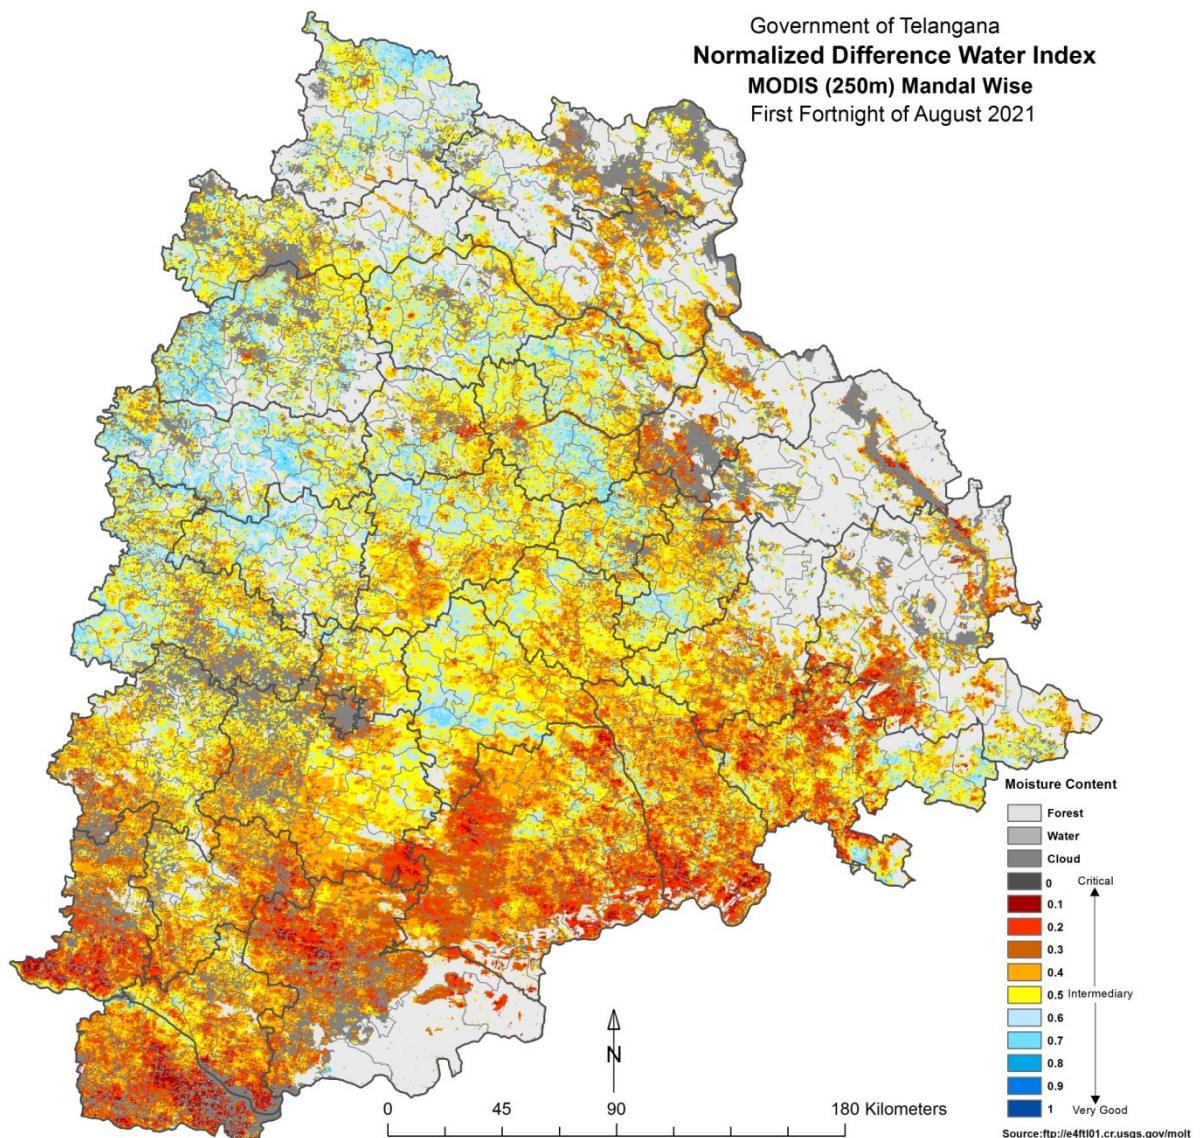 Government of Telangana
Normalized Difference Water Index
MODIS (250m) Mandal Wise
First Fortnight of August 2021
Moisture Content
Forest
Water
Cloud
0 Critical
0.1
0.2
0.3
0.4
0.5 Intermediary
0.6
0.7
0.8
0.9
1 Very Good
N
0 45 90 180 Kilometers
Source:ftp://e4ftl01.cr.usgs.gov/molt